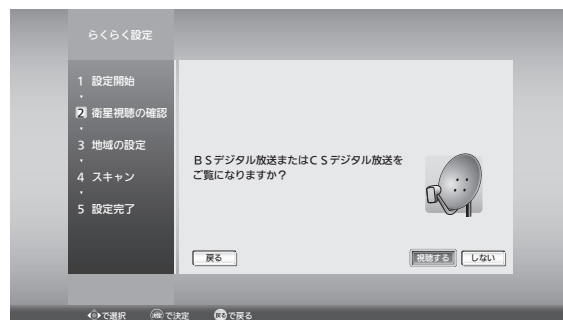 らくらく設定
1 設定開始
2 衛星視聴の確認
3 地域の設定
4 スキャン
5 設定完了
BSデジタル放送またはCSデジタル放送を
ご覧になりますか？
戻る 視聴する しない
で選択 決定で決定 戻るで戻る